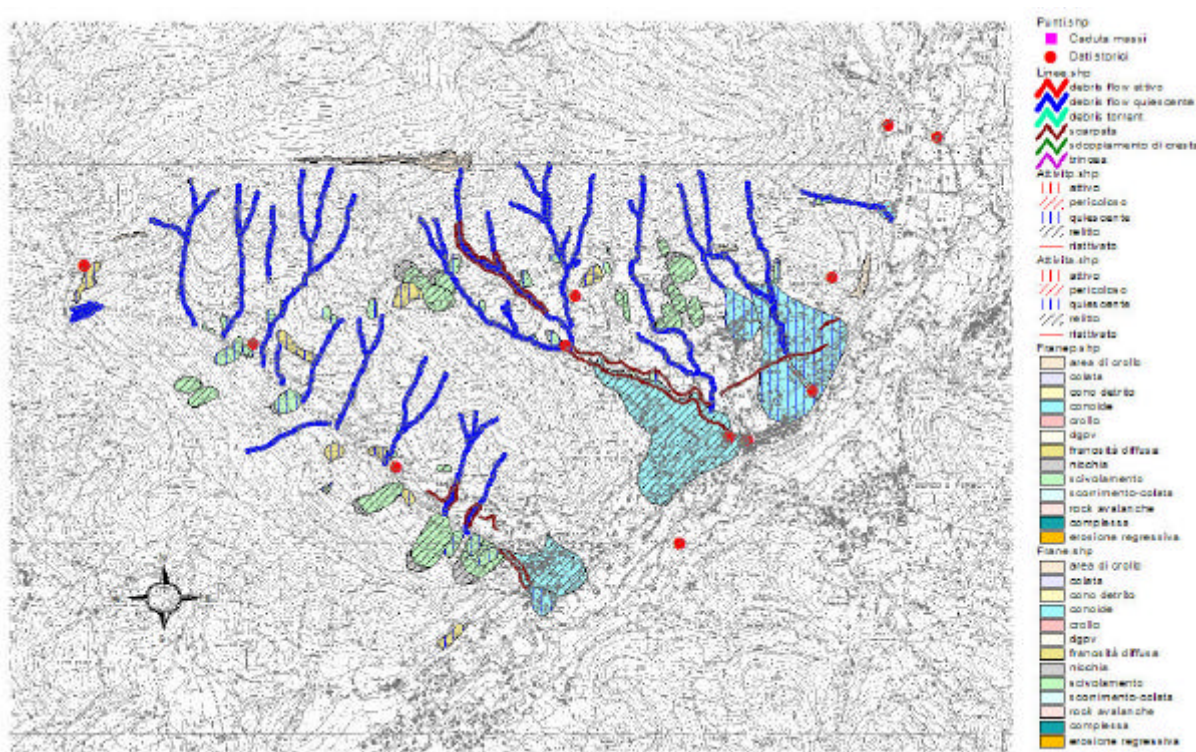 Punti.shp
Caduta massi
Dati storici
Linee.shp
debris flow attivo
debris flow quiescente
debris torrent
scarpata
sdoppiamento di cresta
trincea
Attivitp.shp
attivo
pericoloso
quiescente
relitto
riattivato
Attivita.shp
attivo
pericoloso
quiescente
relitto
riattivato
Franep.shp
area di crollo
colata
cono detrito
conoide
crollo
dgpv
franosità diffusa
nicchia
scivolamento
scorrimento-colata
rock avalanche
complessa
erosione regressiva
Frane.shp
area di crollo
colata
cono detrito
conoide
crollo
dgpv
franosità diffusa
nicchia
scivolamento
scorrimento-colata
rock avalanche
complessa
erosione regressiva